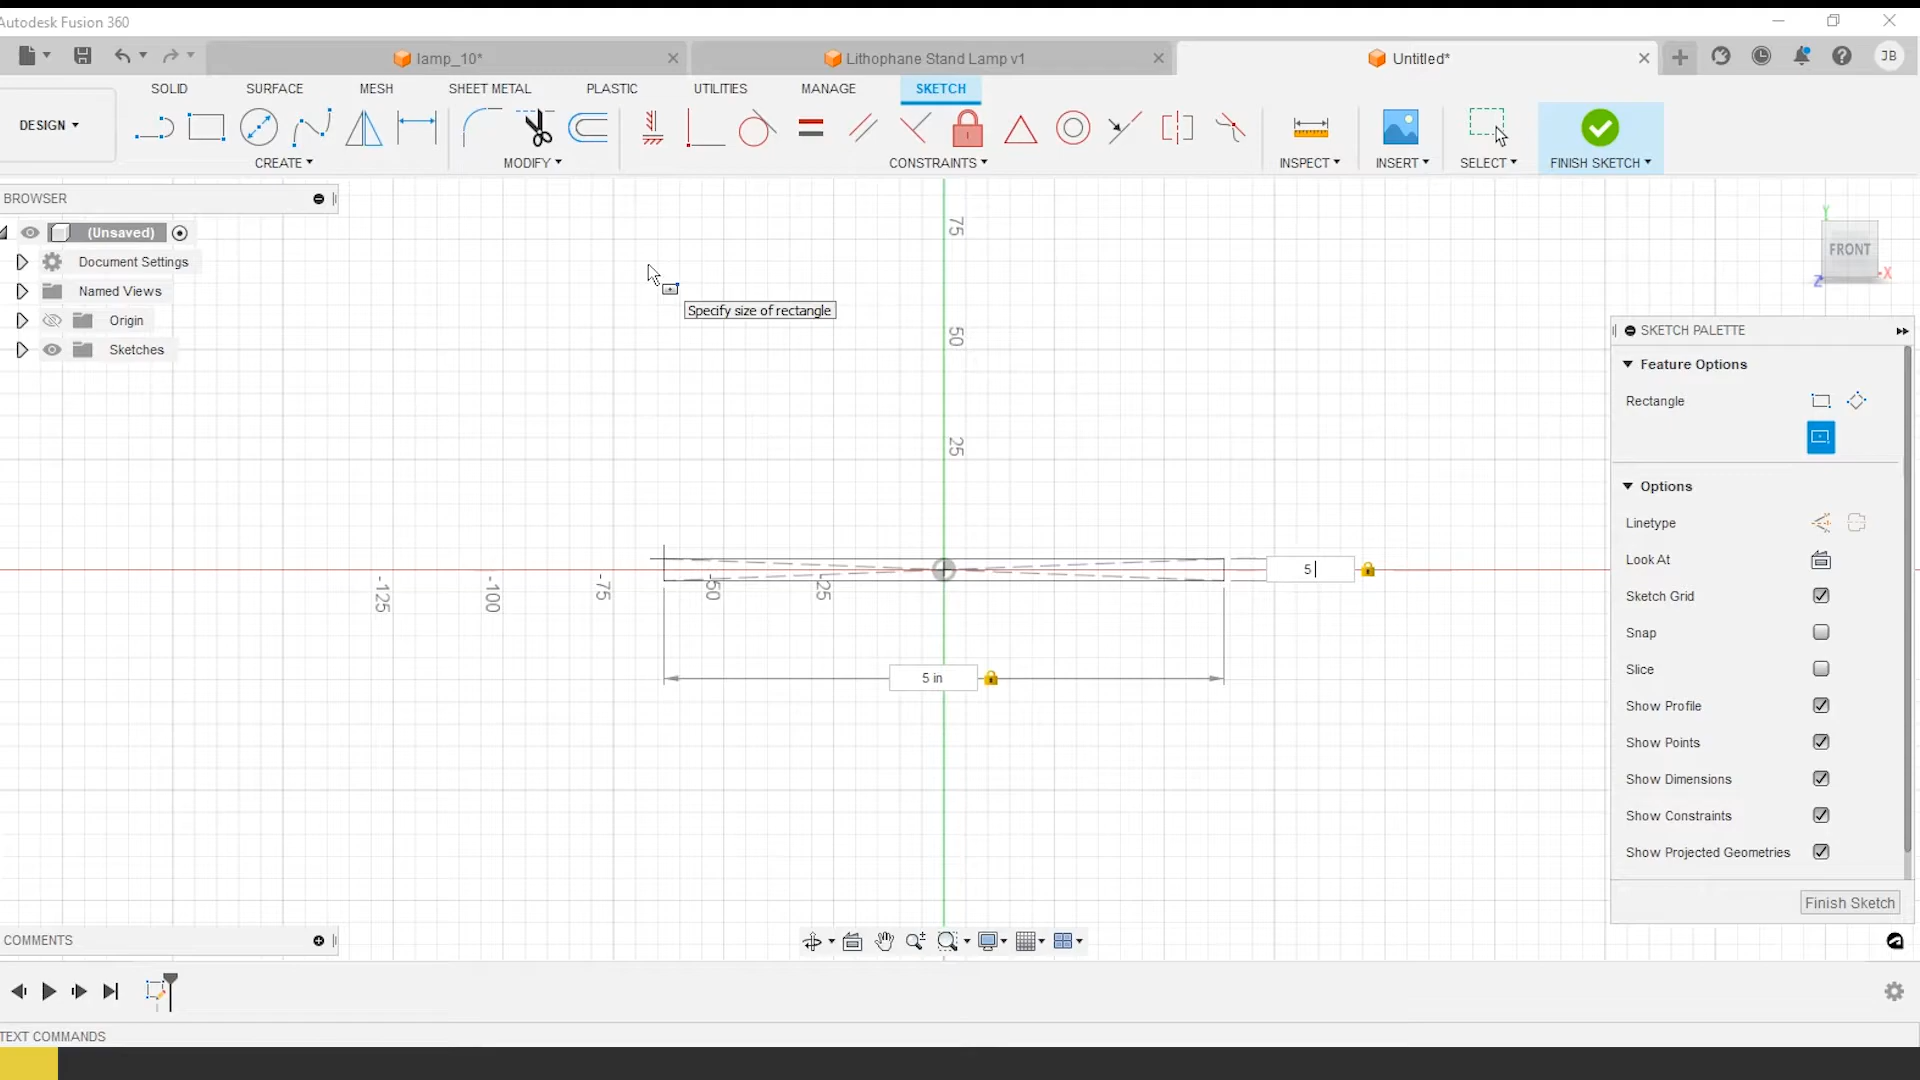 Autodesk Fusion 360
lamp_10*
Lithophane Stand Lamp v1
Untitled*
JB
SOLID
SURFACE
MESH
SHEET METAL
PLASTIC
UTILITIES
MANAGE
SKETCH
DESIGN
CREATE
MODIFY
CONSTRAINTS
INSPECT
INSERT
SELECT
FINISH SKETCH
BROWSER
(Unsaved)
Document Settings
Named Views
Origin
Sketches
75
50
25
-125
-100
-75
-50
-25
Specify size of rectangle
5
5 in
FRONT
Y
Z
X
SKETCH PALETTE
Feature Options
Rectangle
Options
Linetype
Look At
Sketch Grid
Snap
Slice
Show Profile
Show Points
Show Dimensions
Show Constraints
Show Projected Geometries
Finish Sketch
COMMENTS
TEXT COMMANDS